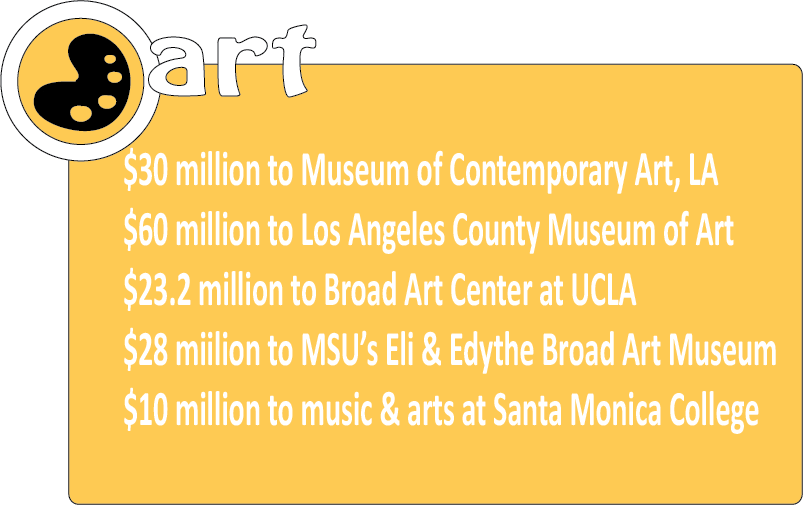 art
$30 million to Museum of Contemporary Art, LA
$60 million to Los Angeles County Museum of Art
$23.2 million to Broad Art Center at UCLA
$28 miilion to MSU’s Eli & Edythe Broad Art Museum
$10 million to music & arts at Santa Monica College